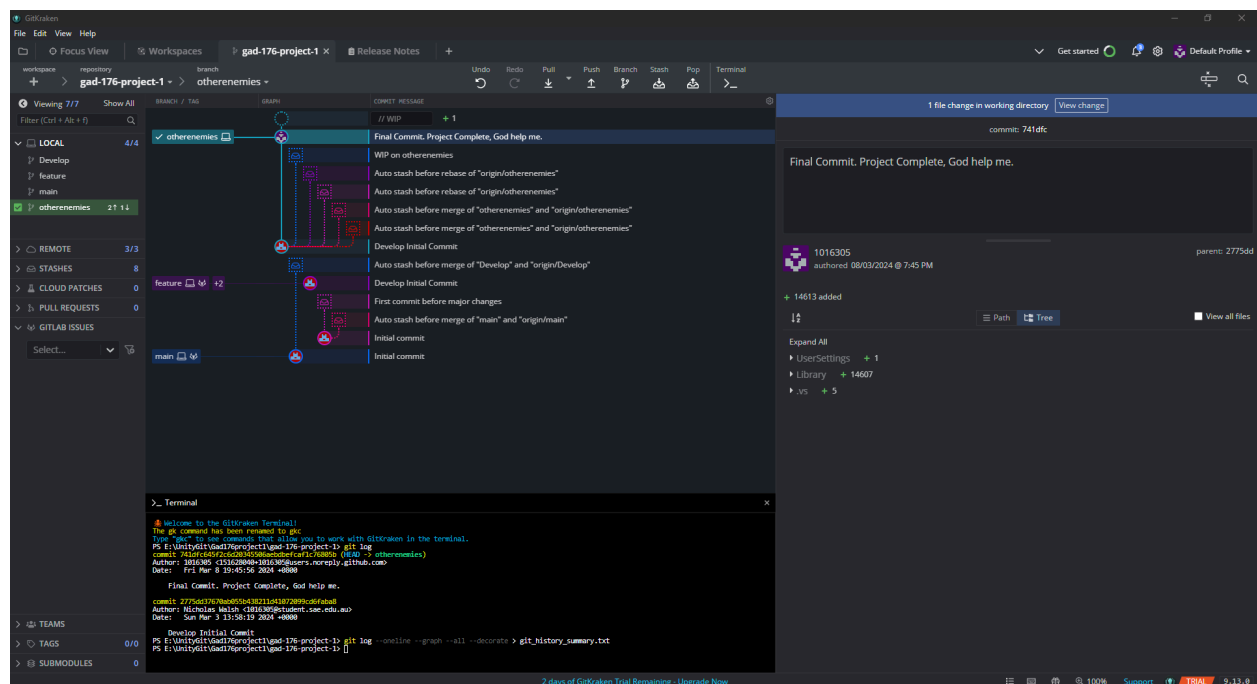 GitKraken
File Edit View Help
Focus View Workspaces gad-176-project-1 × Release Notes +
Get started Default Profile
workspace repository branch
+ > gad-176-project-1 > otherenemies
Undo Redo Pull Push Branch Stash Pop Terminal
Viewing 7/7 Show All
Filter (Ctrl + Alt + f)
LOCAL 4/4
Develop
feature
main
otherenemies 2↑ 1↓
REMOTE 3/3
STASHES 8
CLOUD PATCHES 0
PULL REQUESTS 0
GITLAB ISSUES
Select...
TEAMS
TAGS 0/0
SUBMODULES 0
BRANCH / TAG GRAPH COMMIT MESSAGE
// WIP + 1
✓ otherenemies Final Commit. Project Complete, God help me.
WIP on otherenemies
Auto stash before rebase of "origin/otherenemies"
Auto stash before rebase of "origin/otherenemies"
Auto stash before merge of "otherenemies" and "origin/otherenemies"
Auto stash before merge of "otherenemies" and "origin/otherenemies"
Develop Initial Commit
Auto stash before merge of "Develop" and "origin/Develop"
feature +2 Develop Initial Commit
First commit before major changes
Auto stash before merge of "main" and "origin/main"
Initial commit
main Initial commit
>_ Terminal ×
Welcome to the GitKraken Terminal!
The gk command has been renamed to gkc
Type "gkc" to see commands that allow you to work with GitKraken in the terminal.
PS E:\UnityGit\Gad176project1\gad-176-project-1> git log
commit 741dfc645f2c6d20345506aebdbefcaf1c76805b (HEAD -> otherenemies)
Author: 1016305 <151628040+1016305@users.noreply.github.com>
Date: Fri Mar 8 19:45:56 2024 +0800
Final Commit. Project Complete, God help me.
commit 2775dd37670ab055b438211d41072099cd6faba8
Author: Nicholas Walsh <1016305@student.sae.edu.au>
Date: Sun Mar 3 13:58:19 2024 +0000
Develop Initial Commit
PS E:\UnityGit\Gad176project1\gad-176-project-1> git log --oneline --graph --all --decorate > git_history_summary.txt
PS E:\UnityGit\Gad176project1\gad-176-project-1>
1 file change in working directory View change
commit: 741dfc
Final Commit. Project Complete, God help me.
1016305 parent: 2775dd
authored 08/03/2024 @ 7:45 PM
+ 14613 added
Path Tree View all files
Expand All
UserSettings + 1
Library + 14607
.vs + 5
2 days of GitKraken Trial Remaining - Upgrade Now
100% Support TRIAL 9.13.0